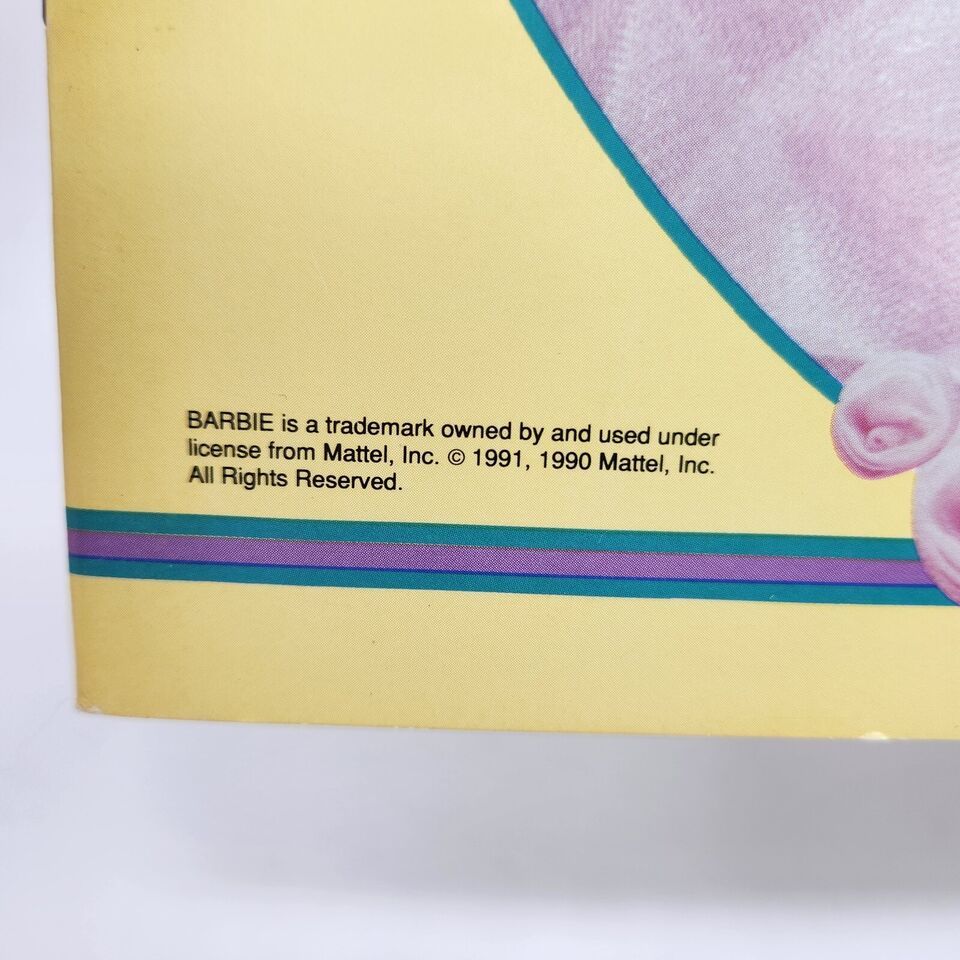 BARBIE is a trademark owned by and used under
license from Mattel, Inc. © 1991, 1990 Mattel, Inc.
All Rights Reserved.